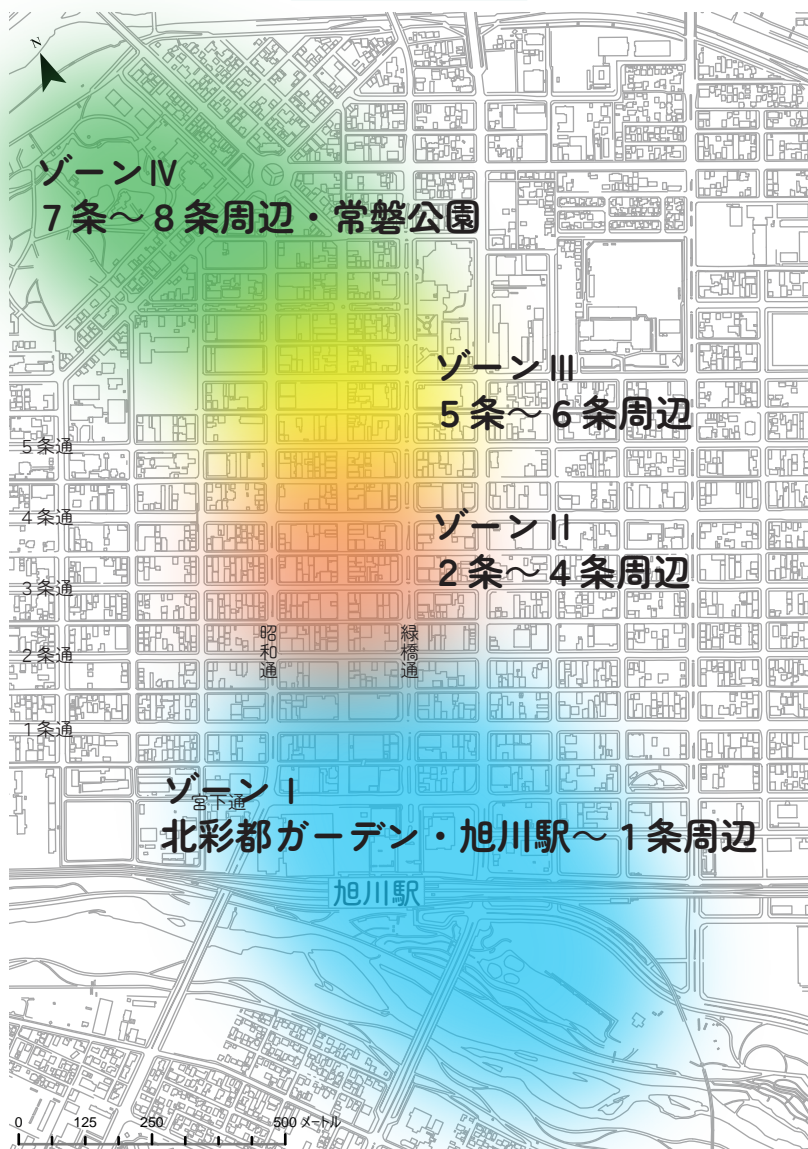 N
ゾーンⅣ
7条～8条周辺・常磐公園
ゾーンⅢ
5条～6条周辺
5条通
4条通
ゾーンⅡ
2条～4条周辺
3条通
昭和通
緑橋通
2条通
1条通
ゾーンⅠ
宮下通
北彩都ガーデン・旭川駅～1条周辺
旭川駅
0 125 250 500 メートル